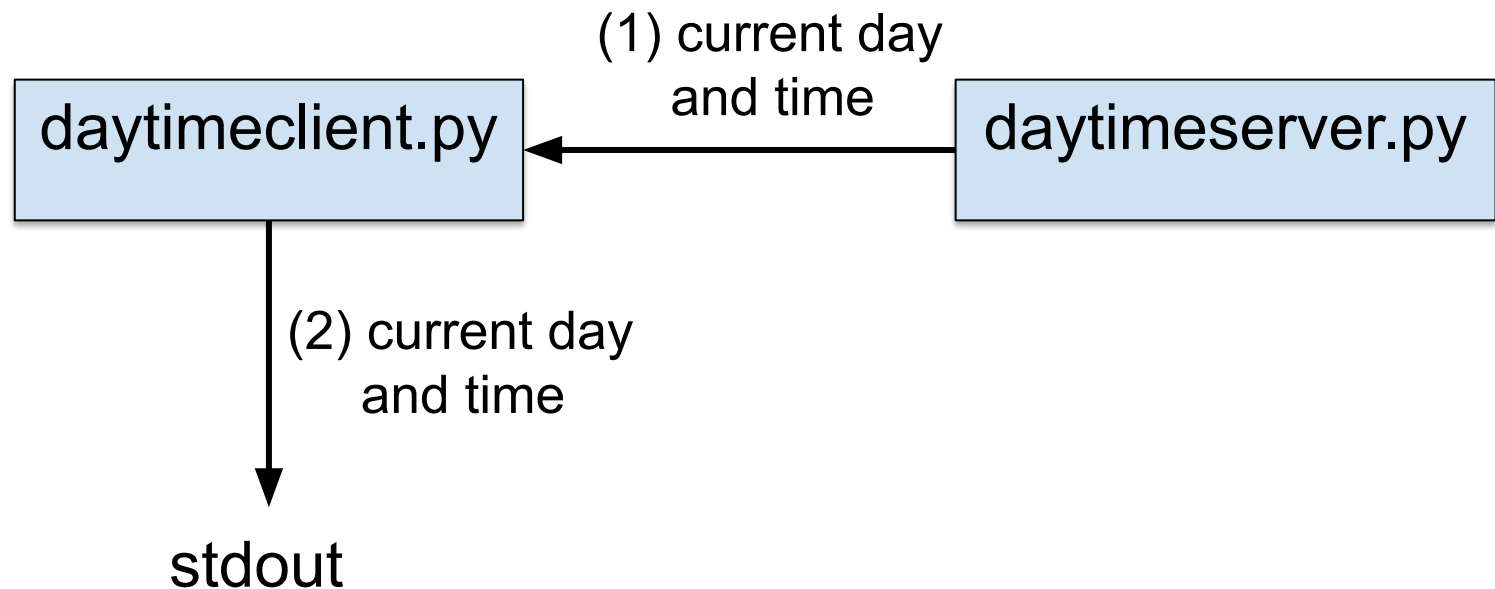 (1) current day
and time
daytimeclient.py
daytimeserver.py
(2) current day
and time
stdout